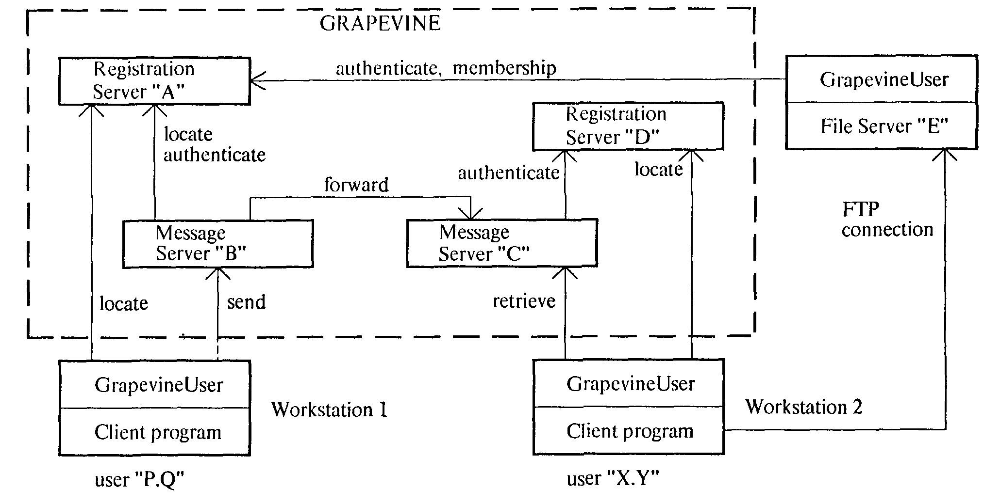 GRAPEVINE
Registration
Server "A"
authenticate, membership
GrapevineUser
File Server "E"
Registration
Server "D"
locate
authenticate
forward
authenticate
locate
FTP
connection
Message
Server "B"
Message
Server "C"
locate
send
retrieve
GrapevineUser
Client program
Workstation 1
user "P.Q"
GrapevineUser
Client program
Workstation 2
user "X.Y"